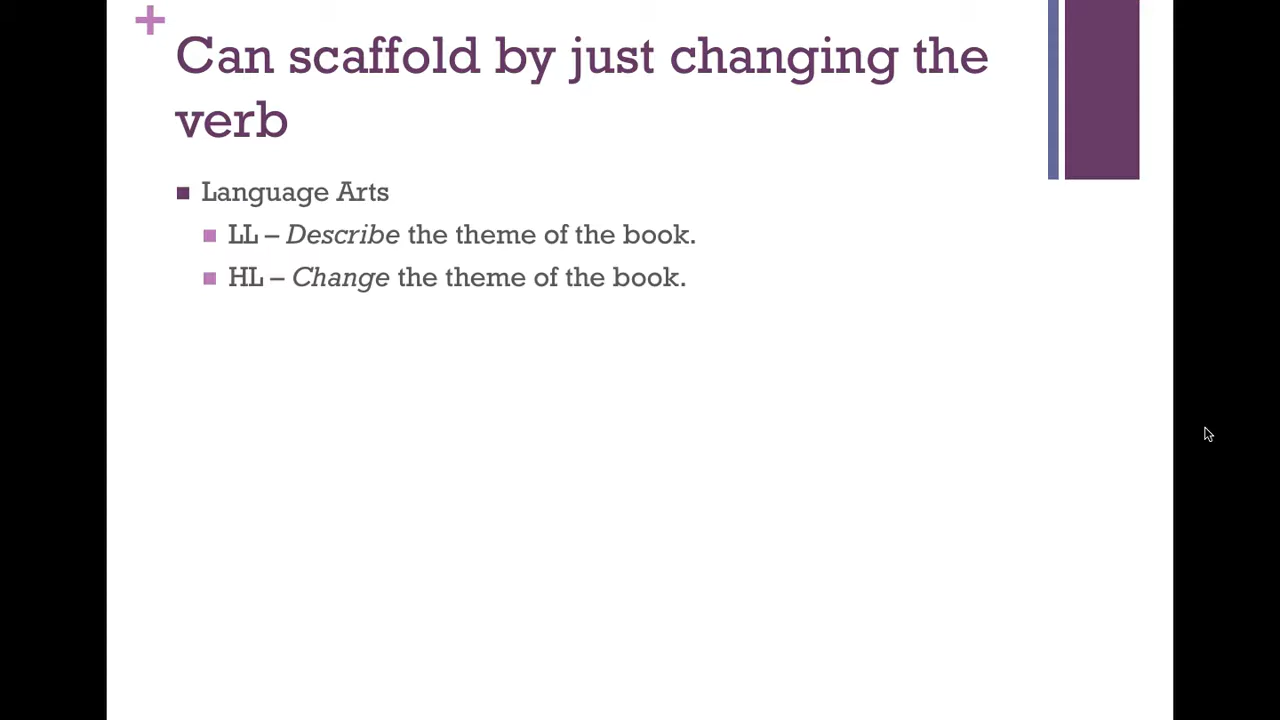 Can scaffold by just changing the
verb
Language Arts
LL – Describe the theme of the book.
HL – Change the theme of the book.